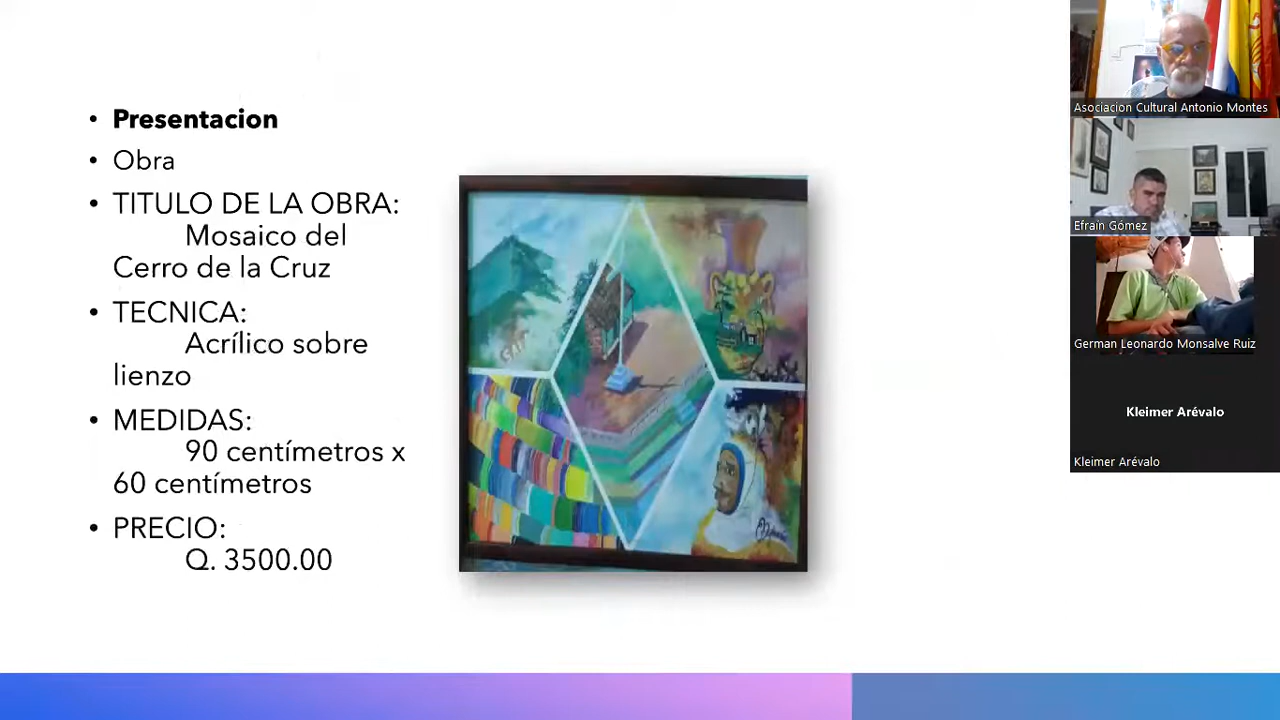 Presentacion
Obra
TITULO DE LA OBRA:
Mosaico del
Cerro de la Cruz
TECNICA:
Acrílico sobre
lienzo
MEDIDAS:
90 centímetros x
60 centímetros
PRECIO:
Q. 3500.00
Asociacion Cultural Antonio Montes
Efraín Gómez
German Leonardo Monsalve Ruiz
Kleimer Arévalo
Kleimer Arévalo